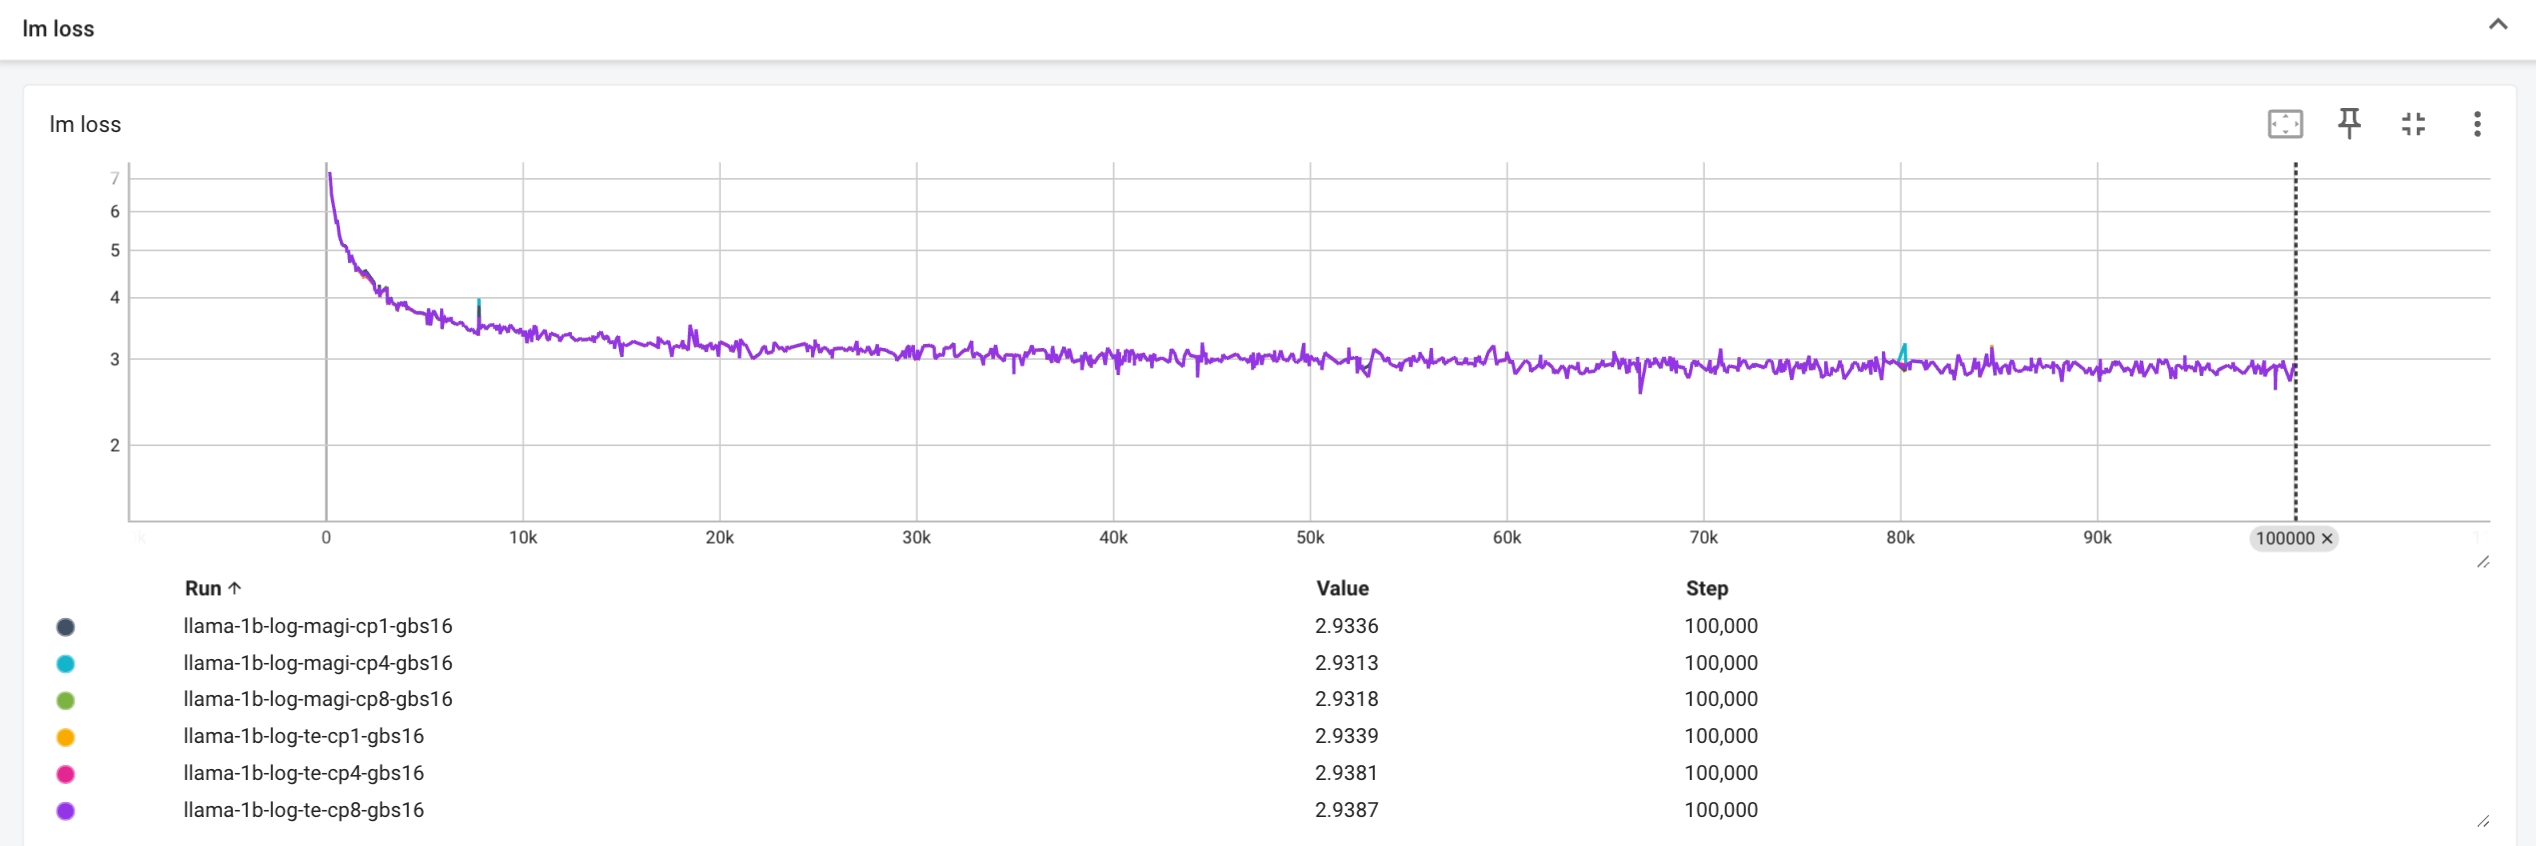 lm loss
lm loss
7
6
5
4
3
2
0 10k 20k 30k 40k 50k 60k 70k 80k 90k 100000 ×
Run ↑ Value Step
llama-1b-log-magi-cp1-gbs16 2.9336 100,000
llama-1b-log-magi-cp4-gbs16 2.9313 100,000
llama-1b-log-magi-cp8-gbs16 2.9318 100,000
llama-1b-log-te-cp1-gbs16 2.9339 100,000
llama-1b-log-te-cp4-gbs16 2.9381 100,000
llama-1b-log-te-cp8-gbs16 2.9387 100,000